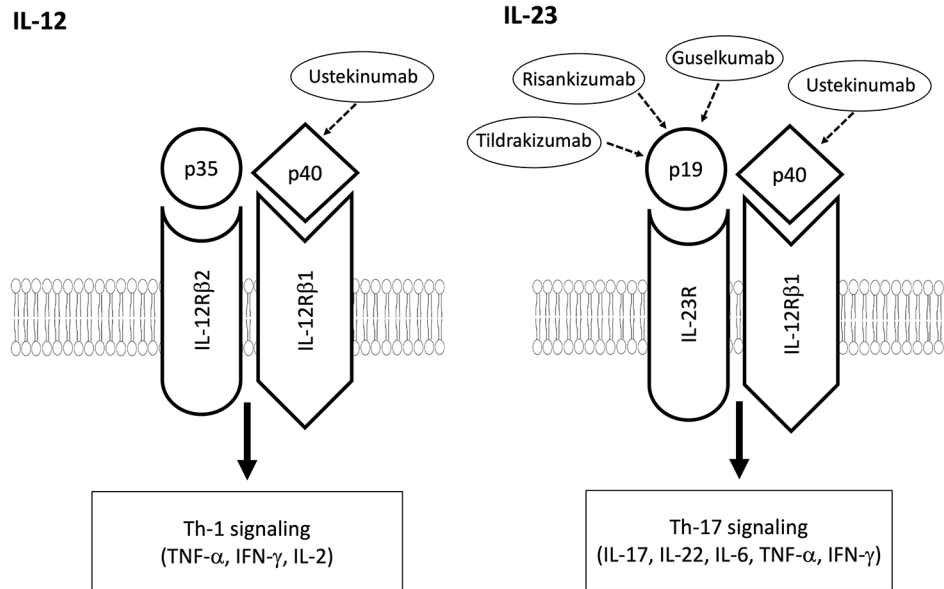 IL-12
Ustekinumab
p35
p40
IL-12Rβ2
IL-12Rβ1
Th-1 signaling
(TNF-α, IFN-γ, IL-2)
IL-23
Guselkumab
Risankizumab
Ustekinumab
Tildrakizumab
p19
p40
IL-23R
IL-12Rβ1
Th-17 signaling
(IL-17, IL-22, IL-6, TNF-α, IFN-γ)